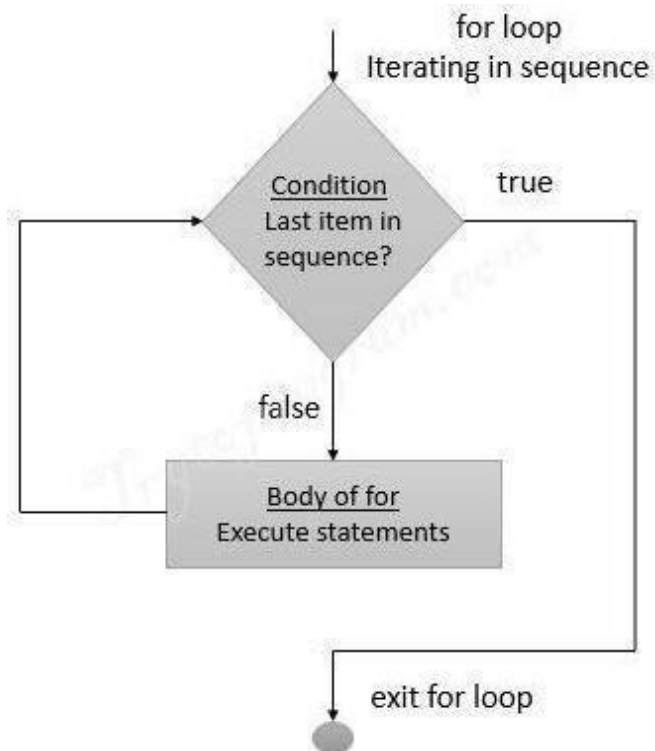 for loop
Iterating in sequence
Condition
Last item in
sequence?
true
false
Body of for
Execute statements
exit for loop